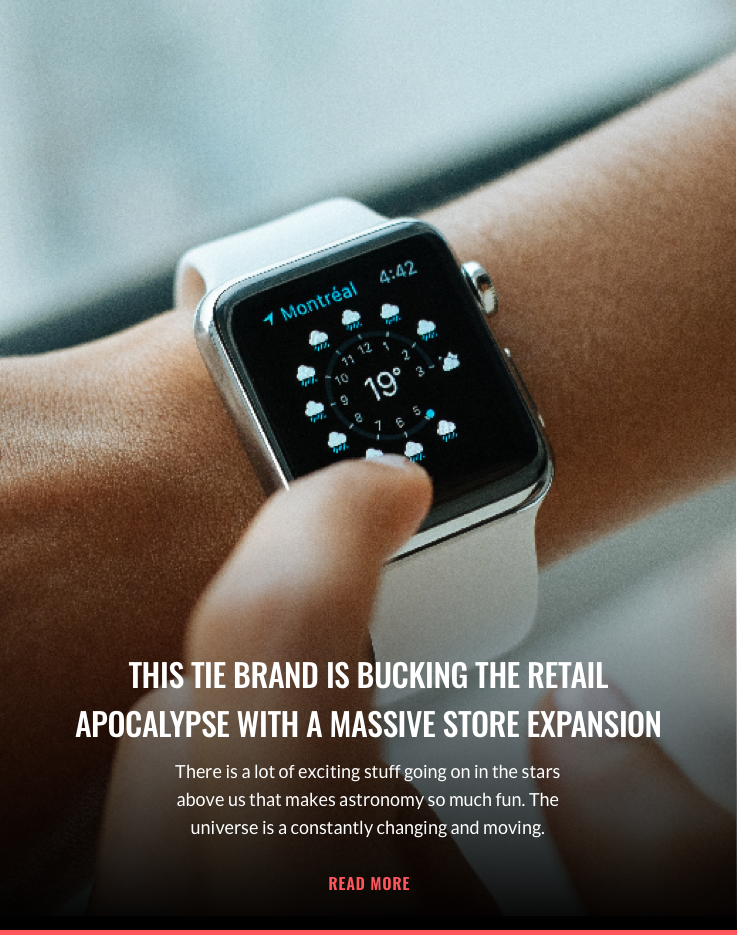 Montréal
4:42
11 12 1
10 2
19°
9 3
8 7 6 5
THIS TIE BRAND IS BUCKING THE RETAIL
APOCALYPSE WITH A MASSIVE STORE EXPANSION
There is a lot of exciting stuff going on in the stars
above us that makes astronomy so much fun. The
universe is a constantly changing and moving.
READ MORE